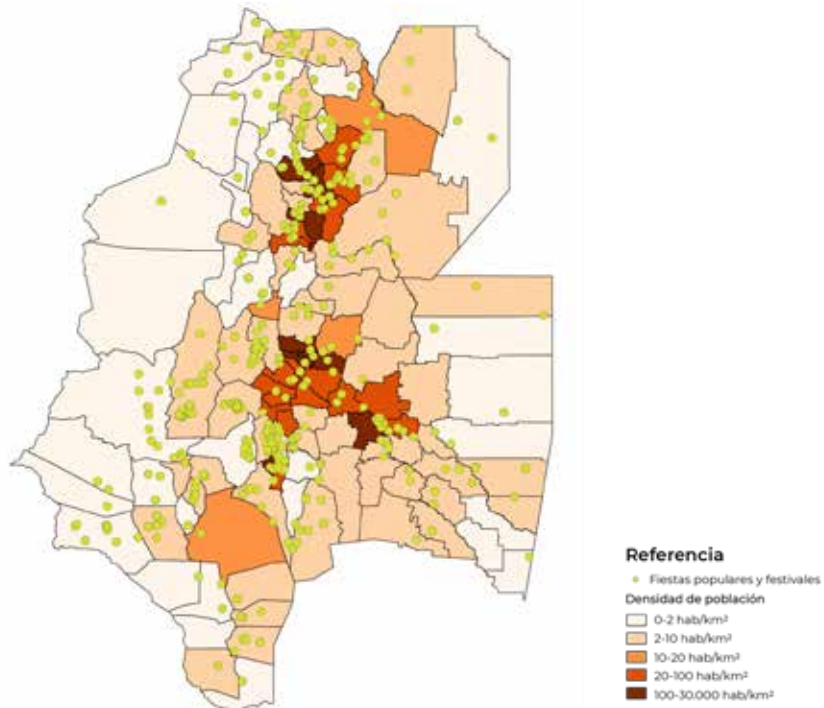 Referencia
Fiestas populares y festivales
Densidad de población
0-2 hab/km²
2-10 hab/km²
10-20 hab/km²
20-100 hab/km²
100-30.000 hab/km²